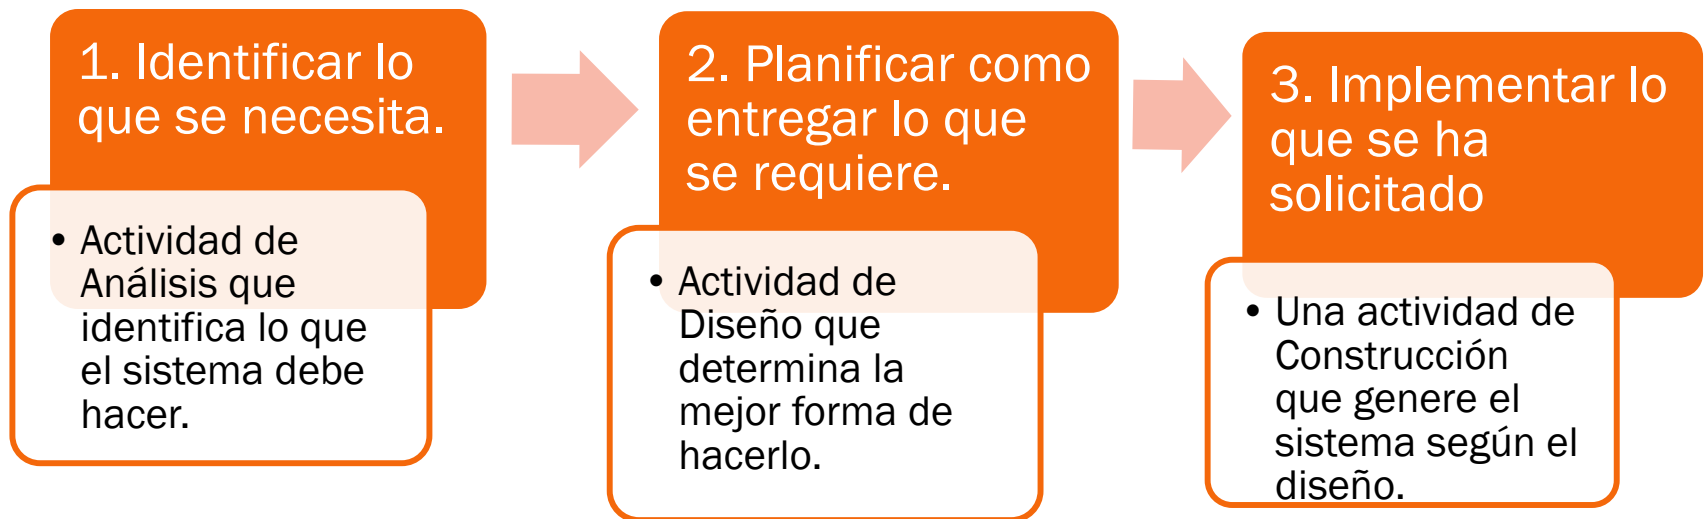 1. Identificar lo
que se necesita.
• Actividad de
Análisis que
identifica lo que
el sistema debe
hacer.
2. Planificar como
entregar lo que
se requiere.
• Actividad de
Diseño que
determina la
mejor forma de
hacerlo.
3. Implementar lo
que se ha
solicitado
• Una actividad de
Construcción
que genere el
sistema según el
diseño.